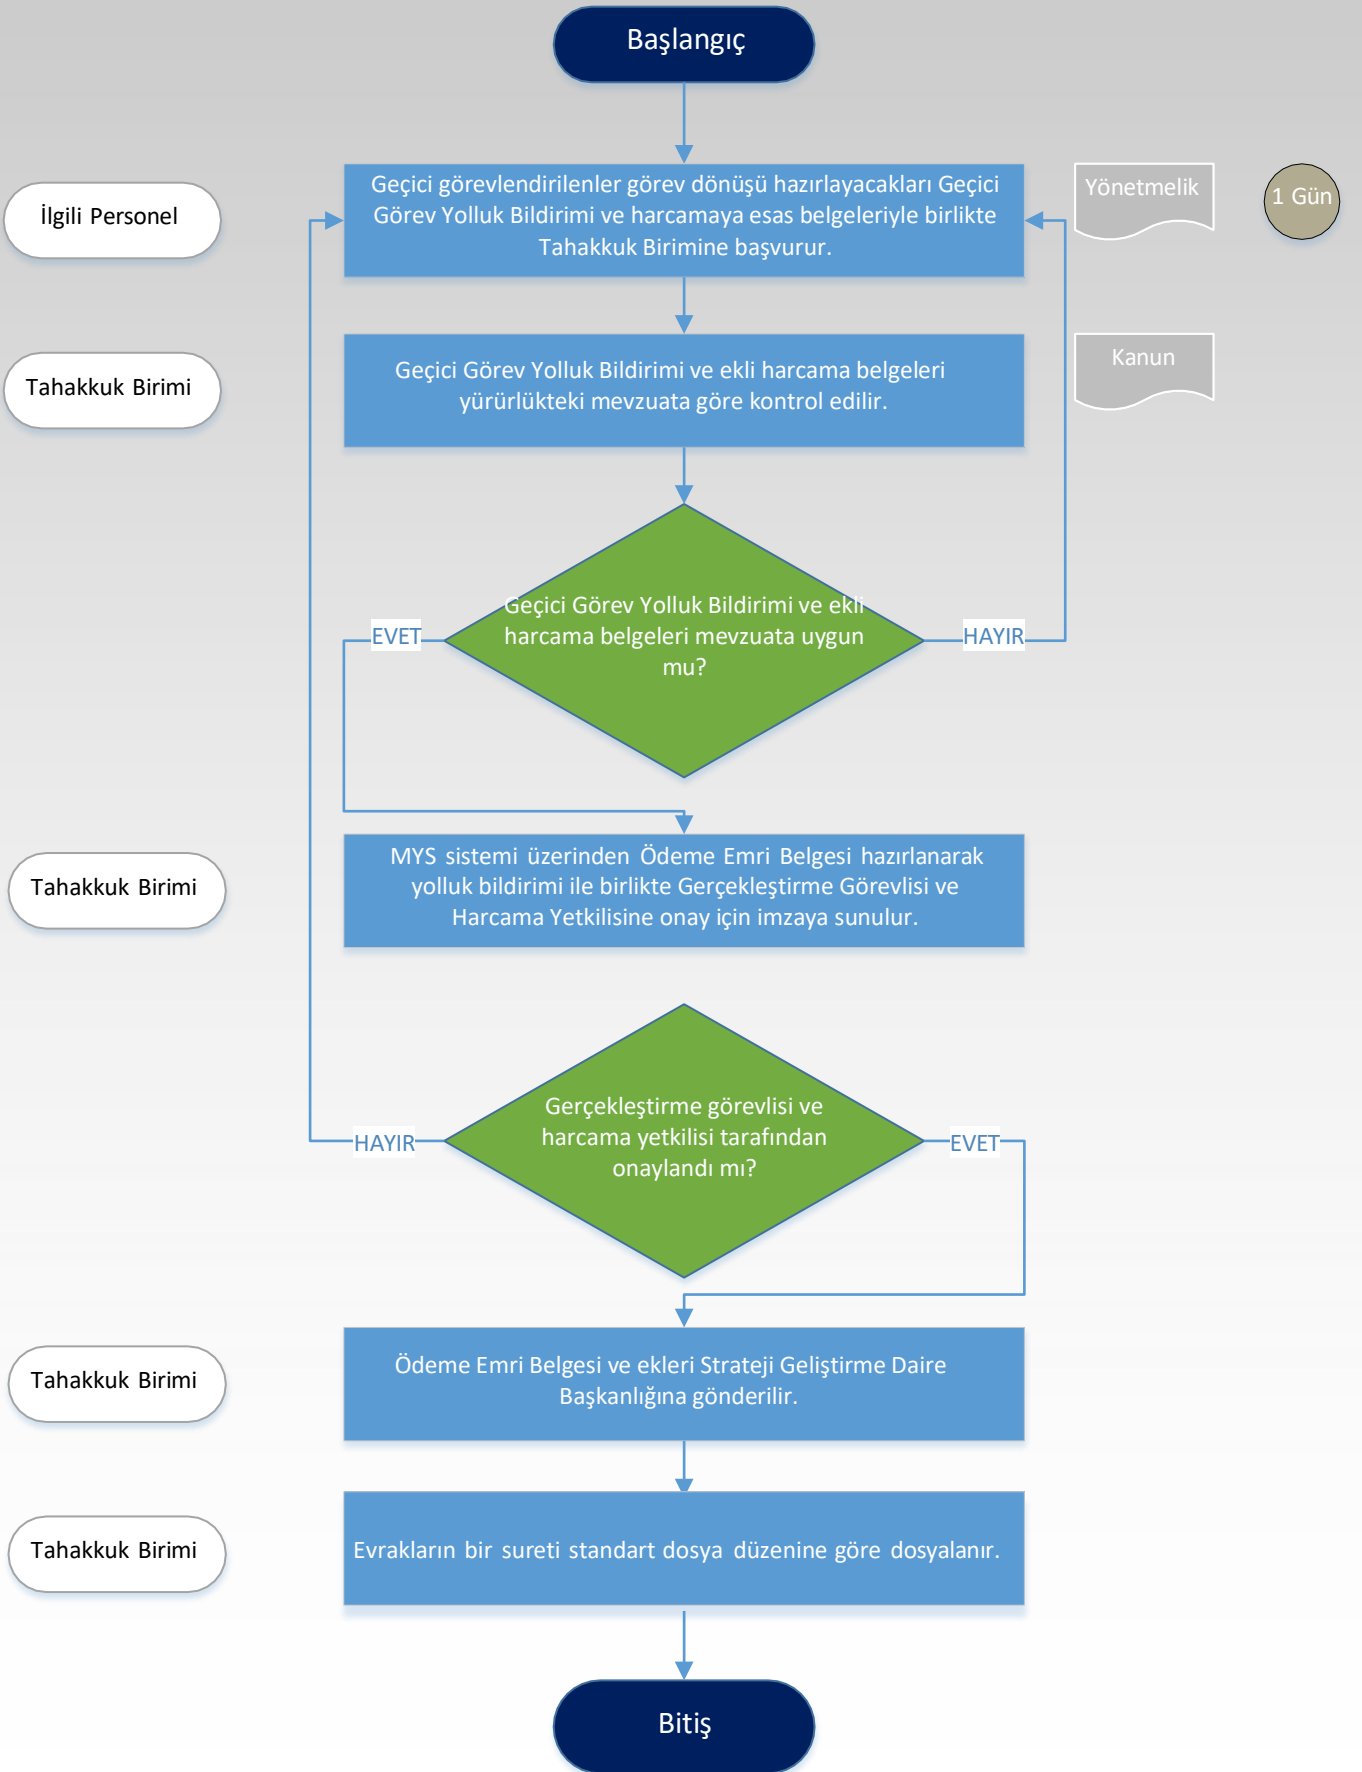 Başlangıç
İlgili Personel
Geçici görevlendirilenler görev dönüşü hazırlayacakları Geçici
Görev Yolluk Bildirimi ve harcamaya esas belgeleriyle birlikte
Tahakkuk Birimine başvurur.
Yönetmelik
1 Gün
Tahakkuk Birimi
Geçici Görev Yolluk Bildirimi ve ekli harcama belgeleri
yürürlükteki mevzuata göre kontrol edilir.
Kanun
Geçici Görev Yolluk Bildirimi ve ekli
harcama belgeleri mevzuata uygun
mu?
EVET
HAYIR
Tahakkuk Birimi
MYS sistemi üzerinden Ödeme Emri Belgesi hazırlanarak
yolluk bildirimi ile birlikte Gerçekleştirme Görevlisi ve
Harcama Yetkilisine onay için imzaya sunulur.
Gerçekleştirme görevlisi ve
harcama yetkilisi tarafından
onaylandı mı?
HAYIR
EVET
Tahakkuk Birimi
Ödeme Emri Belgesi ve ekleri Strateji Geliştirme Daire
Başkanlığına gönderilir.
Tahakkuk Birimi
Evrakların bir sureti standart dosya düzenine göre dosyalanır.
Bitiş